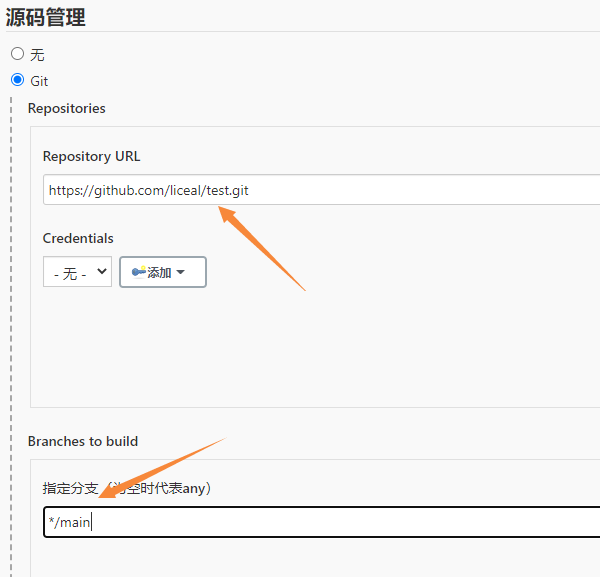 源码管理
无
Git
Repositories
Repository URL
https://github.com/liceal/test.git
Credentials
- 无 - 添加
Branches to build
指定分支（为空时代表any）
*/main